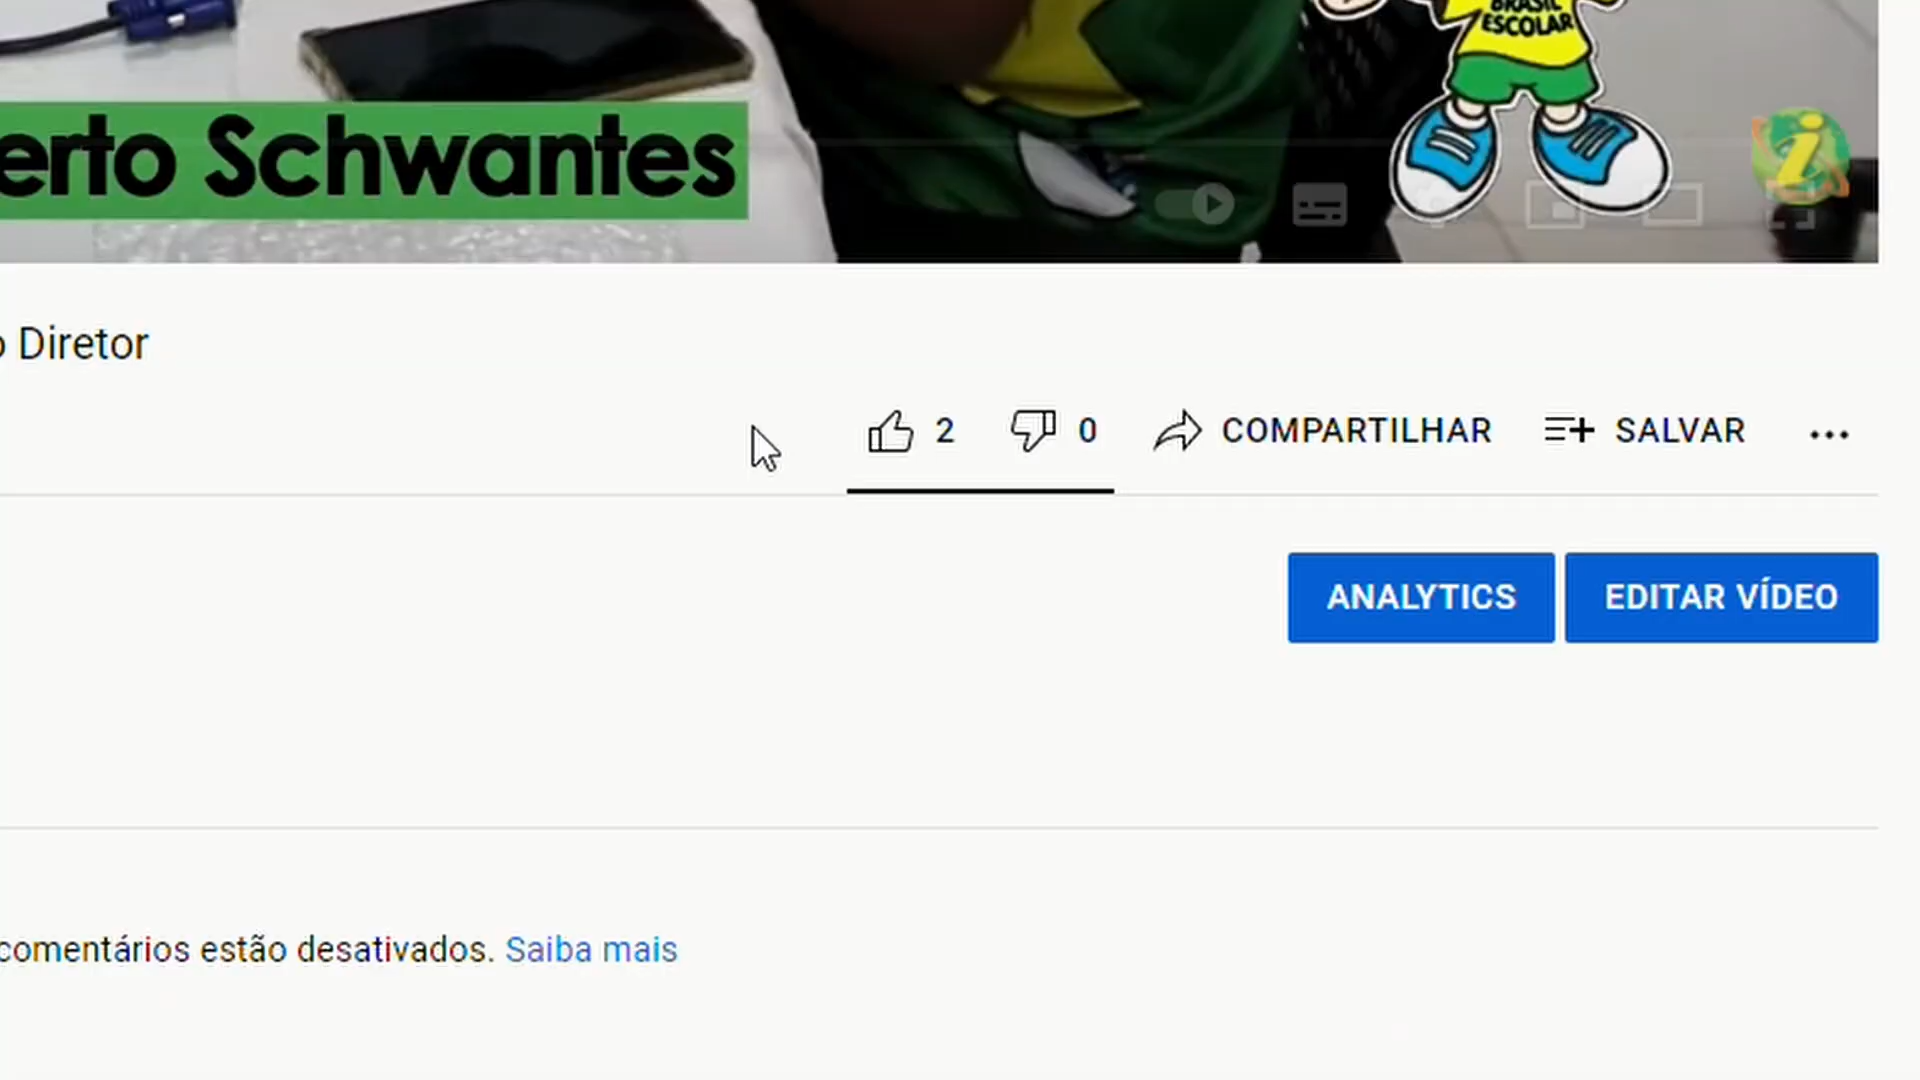 BRASIL
ESCOLAR
erto Schwantes
i
o Diretor
2 0 COMPARTILHAR SALVAR
ANALYTICS EDITAR VÍDEO
comentários estão desativados. Saiba mais